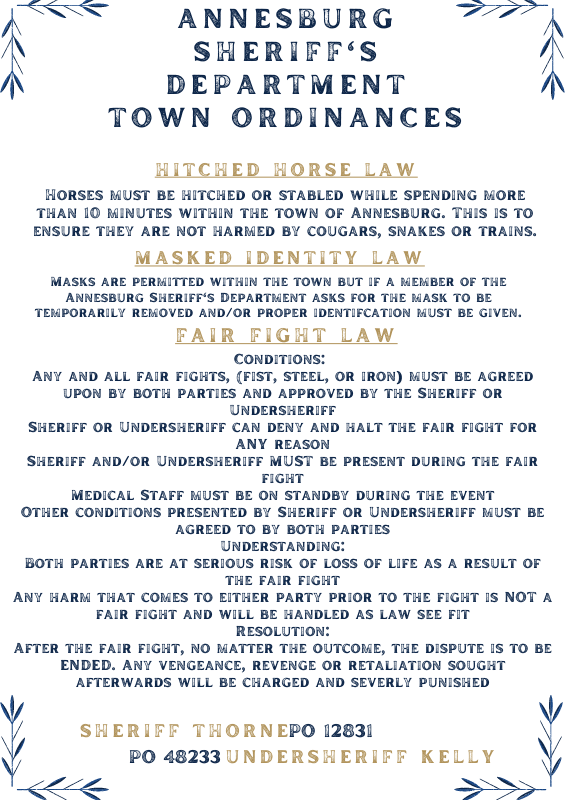 ANNESBURG
SHERIFF'S
DEPARTMENT
TOWN ORDINANCES
HITCHED HORSE LAW
HORSES MUST BE HITCHED OR STABLED WHILE SPENDING MORE
THAN 10 MINUTES WITHIN THE TOWN OF ANNESBURG. THIS IS TO
ENSURE THEY ARE NOT HARMED BY COUGARS, SNAKES OR TRAINS.
MASKED IDENTITY LAW
MASKS ARE PERMITTED WITHIN THE TOWN BUT IF A MEMBER OF THE
ANNESBURG SHERIFF'S DEPARTMENT ASKS FOR THE MASK TO BE
TEMPORARILY REMOVED AND/OR PROPER IDENTIFCATION MUST BE GIVEN.
FAIR FIGHT LAW
CONDITIONS:
ANY AND ALL FAIR FIGHTS, (FIST, STEEL, OR IRON) MUST BE AGREED
UPON BY BOTH PARTIES AND APPROVED BY THE SHERIFF OR
UNDERSHERIFF
SHERIFF OR UNDERSHERIFF CAN DENY AND HALT THE FAIR FIGHT FOR
ANY REASON
SHERIFF AND/OR UNDERSHERIFF MUST BE PRESENT DURING THE FAIR
FIGHT
MEDICAL STAFF MUST BE ON STANDBY DURING THE EVENT
OTHER CONDITIONS PRESENTED BY SHERIFF OR UNDERSHERIFF MUST BE
AGREED TO BY BOTH PARTIES
UNDERSTANDING:
BOTH PARTIES ARE AT SERIOUS RISK OF LOSS OF LIFE AS A RESULT OF
THE FAIR FIGHT
ANY HARM THAT COMES TO EITHER PARTY PRIOR TO THE FIGHT IS NOT A
FAIR FIGHT AND WILL BE HANDLED AS LAW SEE FIT
RESOLUTION:
AFTER THE FAIR FIGHT, NO MATTER THE OUTCOME, THE DISPUTE IS TO BE
ENDED. ANY VENGEANCE, REVENGE OR RETALIATION SOUGHT
AFTERWARDS WILL BE CHARGED AND SEVERLY PUNISHED
SHERIFF THORNE PO 12831
PO 48233 UNDERSHERIFF KELLY